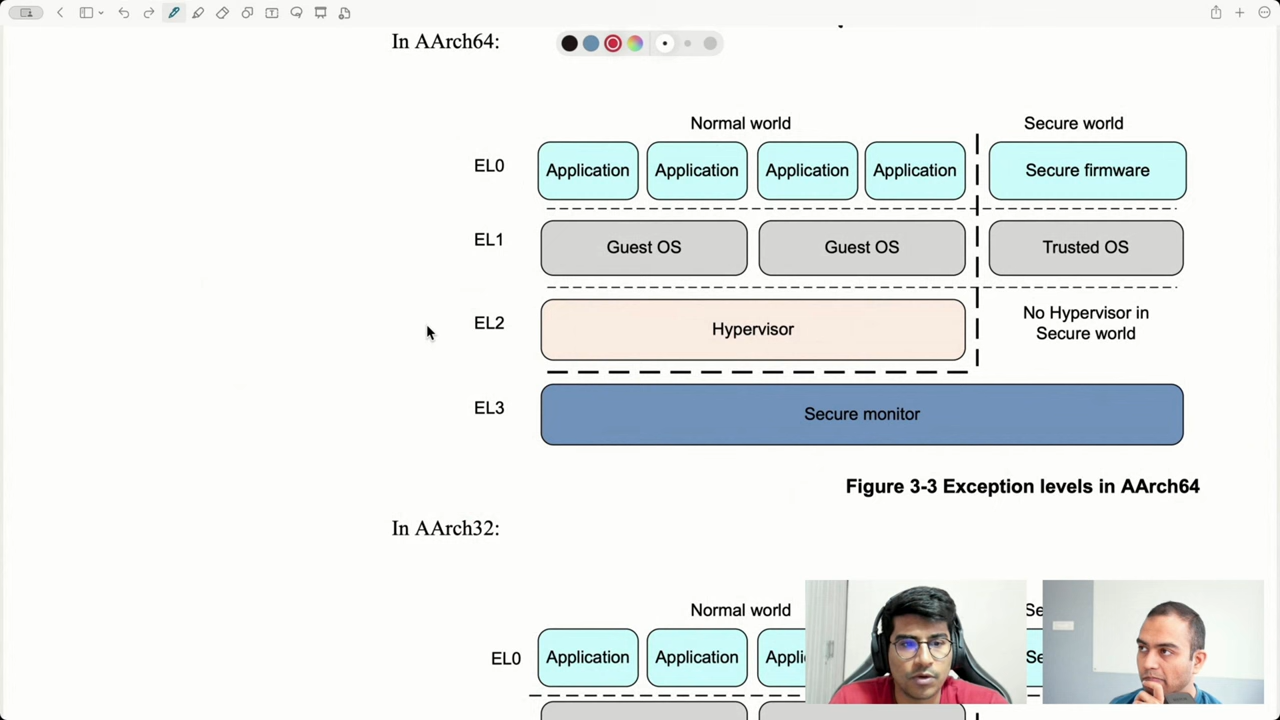 In AArch64:
Normal world Secure world
EL0 Application Application Application Application Secure firmware
EL1 Guest OS Guest OS Trusted OS
EL2 Hypervisor No Hypervisor in
Secure world
EL3 Secure monitor
Figure 3-3 Exception levels in AArch64
In AArch32:
Normal world
EL0 Application Application